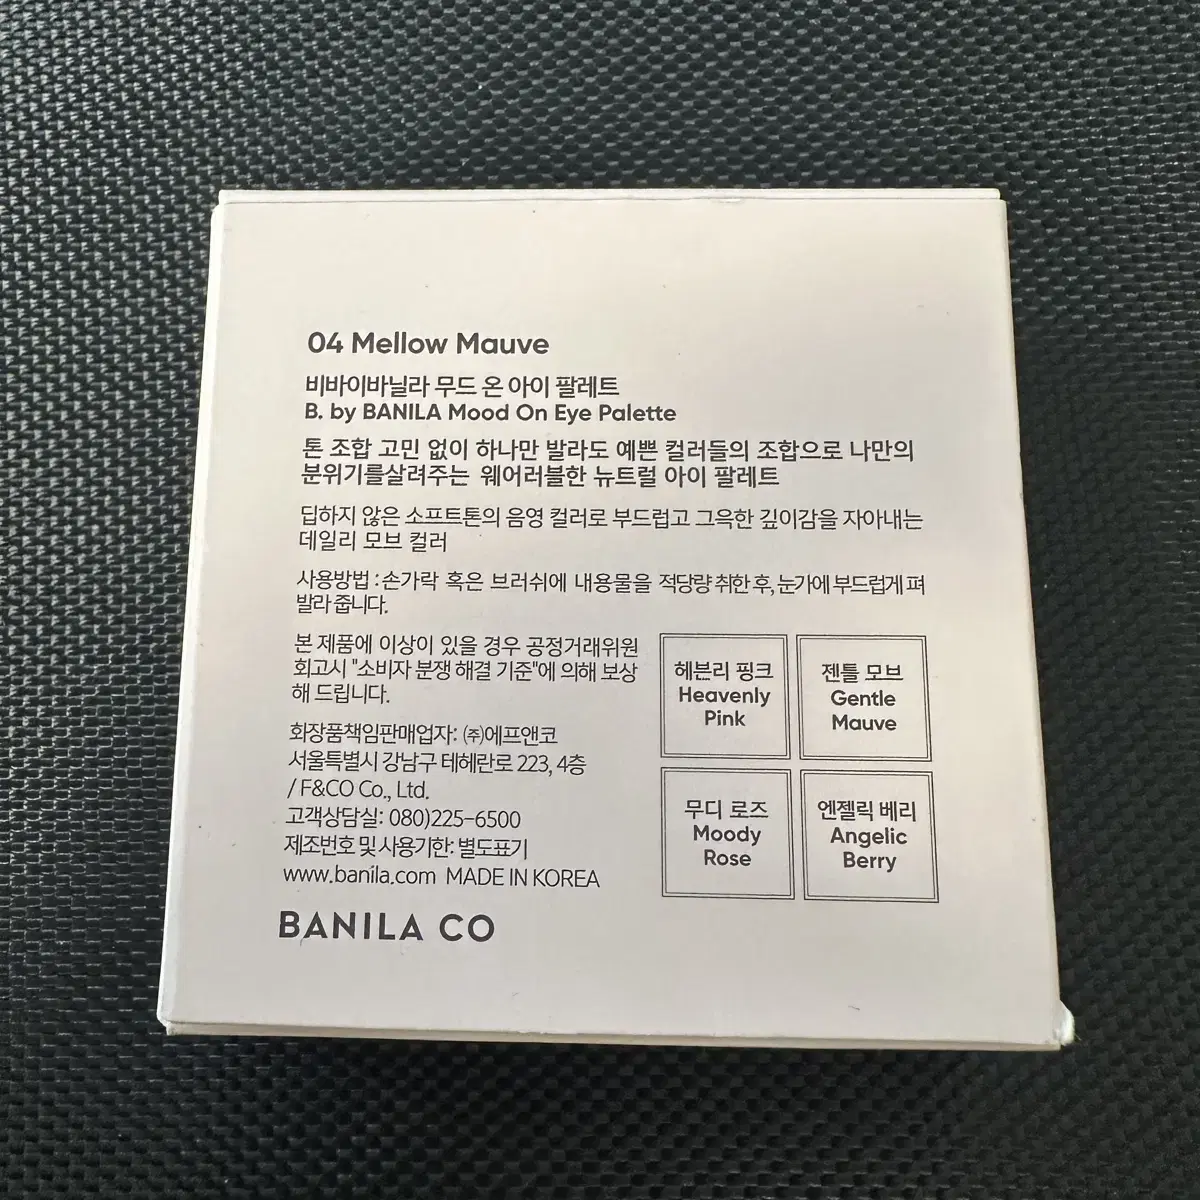 04 Mellow Mauve
비바이바닐라 무드 온 아이 팔레트
B. by BANILA Mood On Eye Palette
톤 조합 고민 없이 하나만 발라도 예쁜 컬러들의 조합으로 나만의
분위기를살려주는 웨어러블한 뉴트럴 아이 팔레트
딥하지 않은 소프트톤의 음영 컬러로 부드럽고 그윽한 깊이감을 자아내는
데일리 모브 컬러
사용방법 : 손가락 혹은 브러쉬에 내용물을 적당량 취한 후, 눈가에 부드럽게 펴
발라 줍니다.
본 제품에 이상이 있을 경우 공정거래위원
회고시 "소비자 분쟁 해결 기준"에 의해 보상
해 드립니다.
화장품책임판매업자: ㈜에프앤코
서울특별시 강남구 테헤란로 223, 4층
/ F&CO Co., Ltd.
고객상담실: 080)225-6500
제조번호 및 사용기한: 별도표기
www.banila.com MADE IN KOREA
BANILA CO
헤븐리 핑크
Heavenly
Pink
젠틀 모브
Gentle
Mauve
무디 로즈
Moody
Rose
엔젤릭 베리
Angelic
Berry